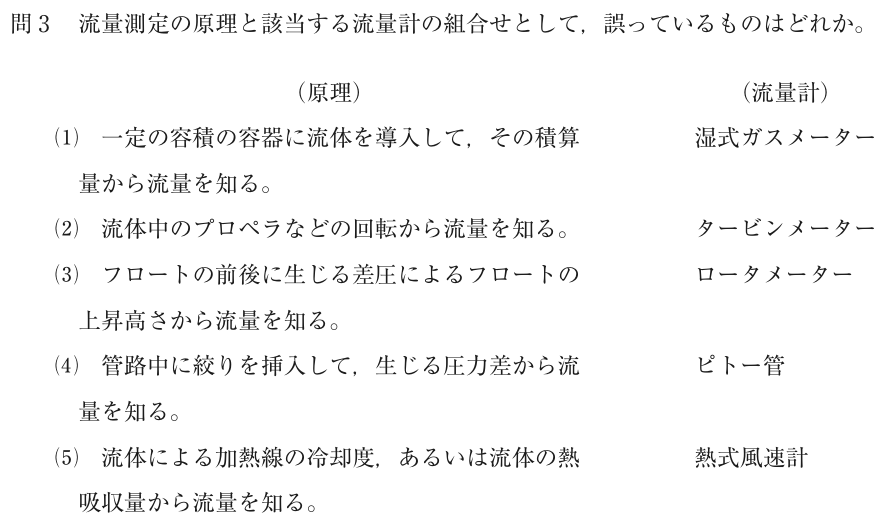 問3 流量測定の原理と該当する流量計の組合せとして，誤っているものはどれか。
（原理） （流量計）
⑴ 一定の容積の容器に流体を導入して，その積算 湿式ガスメーター
量から流量を知る。
⑵ 流体中のプロペラなどの回転から流量を知る。 タービンメーター
⑶ フロートの前後に生じる差圧によるフロートの ロータメーター
上昇高さから流量を知る。
⑷ 管路中に絞りを挿入して，生じる圧力差から流 ピトー管
量を知る。
⑸ 流体による加熱線の冷却度，あるいは流体の熱 熱式風速計
吸収量から流量を知る。